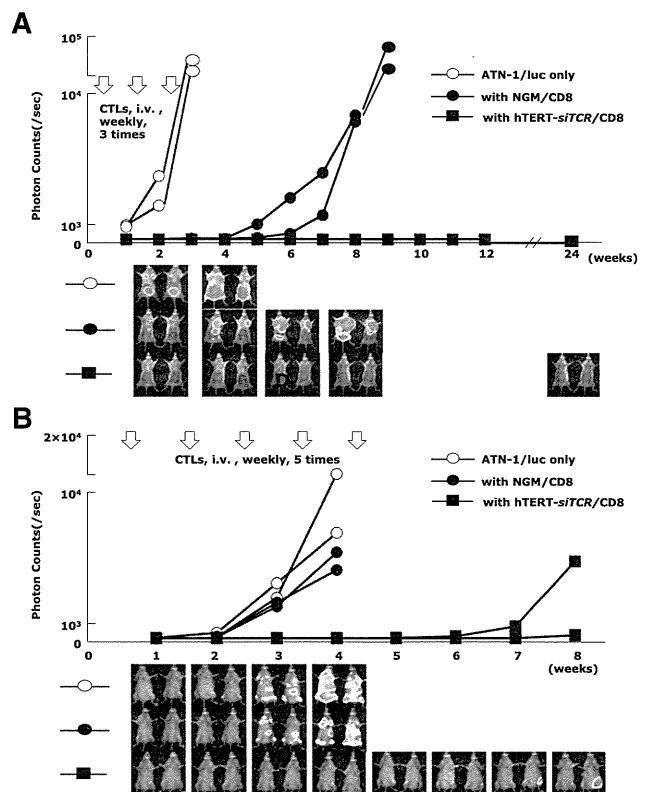 A
10⁵
CTLs, i.v. ,
weekly,
3 times
10⁴
10³
0
Photon Counts(/sec)
ATN-1/luc only
with NGM/CD8
with hTERT-siTCR/CD8
0 2 4 6 8 10 12 24
(weeks)
B
2×10⁴
CTLs, i.v. , weekly, 5 times
10⁴
10³
0
Photon Counts(/sec)
ATN-1/luc only
with NGM/CD8
with hTERT-siTCR/CD8
0 1 2 3 4 5 6 7 8
(weeks)